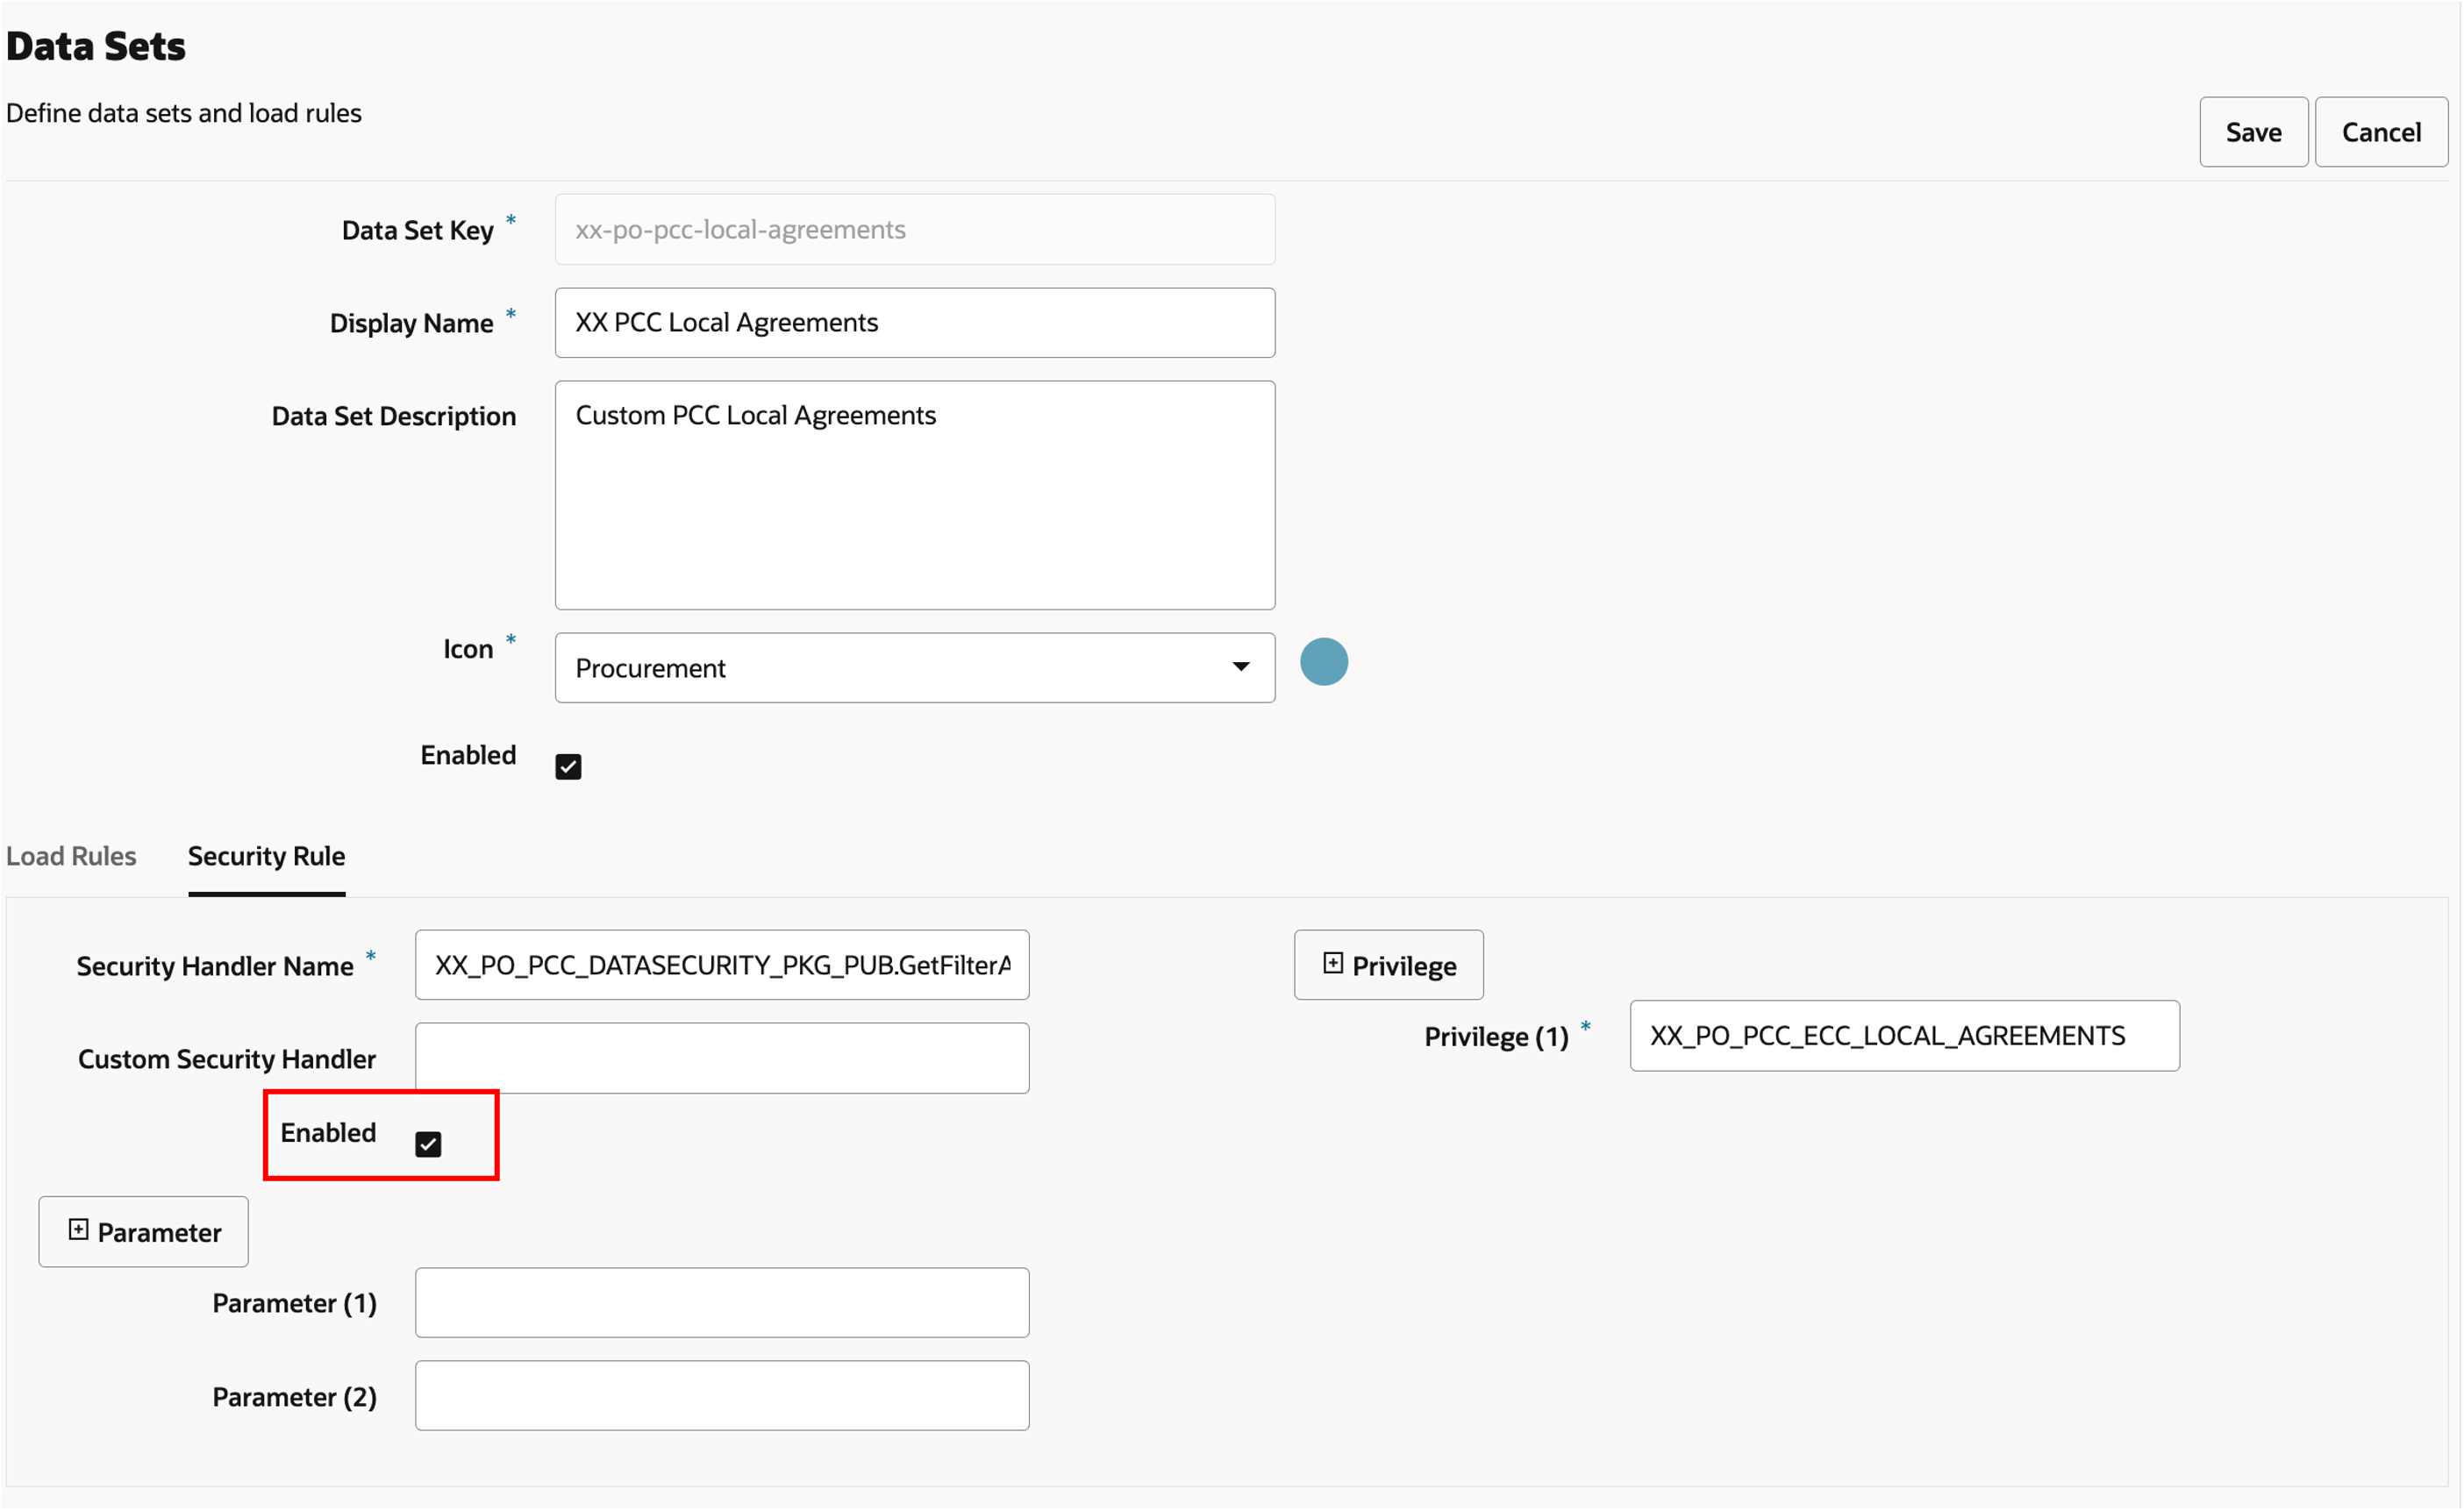 Data Sets
Define data sets and load rules
Save Cancel
Data Set Key * xx-po-pcc-local-agreements
Display Name * XX PCC Local Agreements
Data Set Description Custom PCC Local Agreements
Icon * Procurement
Enabled
Load Rules Security Rule
Security Handler Name * XX_PO_PCC_DATASECURITY_PKG_PUB.GetFilterA
Privilege
Custom Security Handler
Privilege (1) * XX_PO_PCC_ECC_LOCAL_AGREEMENTS
Enabled
Parameter
Parameter (1)
Parameter (2)